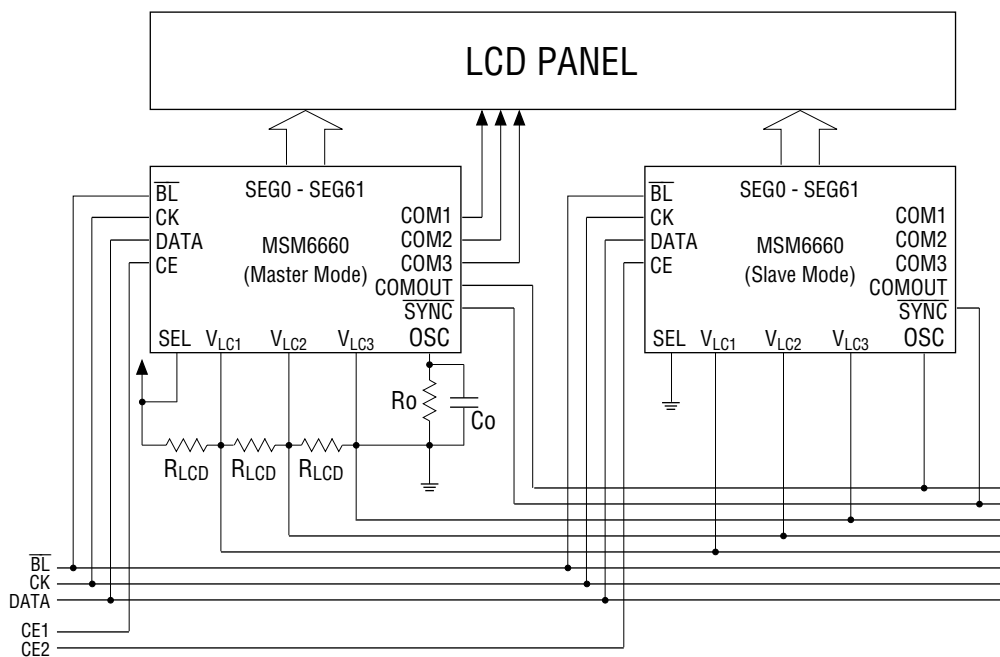 LCD PANEL
BL
CK
DATA
CE
SEG0 - SEG61
MSM6660
(Master Mode)
COM1
COM2
COM3
COMOUT
SYNC
SEL
VLC1
VLC2
VLC3
OSC
BL
CK
DATA
CE
SEG0 - SEG61
MSM6660
(Slave Mode)
COM1
COM2
COM3
COMOUT
SYNC
SEL
VLC1
VLC2
VLC3
OSC
Ro
Co
RLCD
RLCD
RLCD
BL
CK
DATA
CE1
CE2